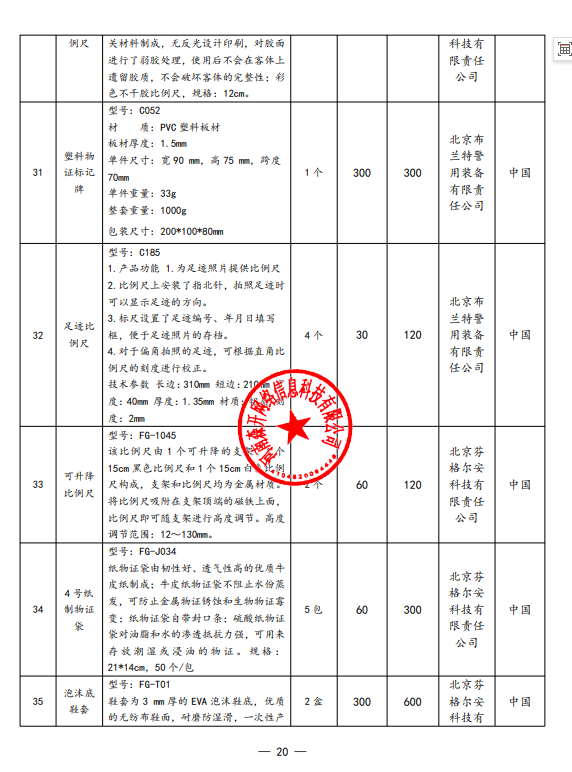 例尺
关材料制成，无反光设计印刷，对胶面
进行了弱胶处理，使用后不会在客体上
遗留胶质，不会破坏客体的完整性；彩
色不干胶比例尺，规格：12cm。
科技有
限责任
公司
31
塑料物
证标记
牌
型号：C052
材　　质：PVC 塑料板材
板材厚度：1.5mm
单件尺寸：宽 90 mm，高 75 mm，跨度
70mm
单件重量：33g
整套重量：1000g
包装尺寸：200*100*80mm
1 个
300
300
北京布
兰特警
用装备
有限责
任公司
中国
32
足迹比
例尺
型号：C185
1.产品功能 1.为足迹照片提供比例尺
2.比例尺上安装了指北针，拍照足迹时
可以显示足迹的方向。
3.标尺设置了足迹编号、年月日填写
框，便于足迹照片的存档。
4.对于偏角拍照的足迹，可根据直角比
例尺的刻度进行校正。
技术参数 长边：310mm 短边：210mm
度：40mm 厚度：1.35mm 材质：
度：2mm
4 个
30
120
北京布
兰特警
用装备
有限责
任公司
中国
33
可升降
比例尺
型号：FG-1045
该比例尺由 1 个可升降的支架
15cm 黑色比例尺和 1 个 15cm 白色比例
尺构成，支架和比例尺均为金属材质。
将比例尺吸附在支架顶端的磁铁上面，
比例尺即可随支架进行高度调节。高度
调节范围：12～130mm。
2 个
60
120
北京芬
格尔安
科技有
限责任
公司
中国
34
4 号纸
制物证
袋
型号：FG-J034
纸物证袋由韧性好、透气性高的优质牛
皮纸制成；牛皮纸物证袋不阻止水份蒸
发，可防止金属物证锈蚀和生物物证霉
变；纸物证袋自带封口条；硫酸纸物证
袋对油脂和水的渗透抵抗力强，可用来
存放潮湿或浸油的物证。规格：
21*14cm，50 个/包
5 包
60
300
北京芬
格尔安
科技有
限责任
公司
中国
35
泡沫底
鞋套
型号：FG-T01
鞋套为 3 mm 厚的 EVA 泡沫鞋底，优质
的无纺布鞋面，耐磨防湿滑，一次性产
2 盒
300
600
北京芬
格尔安
科技有
中国
— 20 —
开网络信息科技有限公司